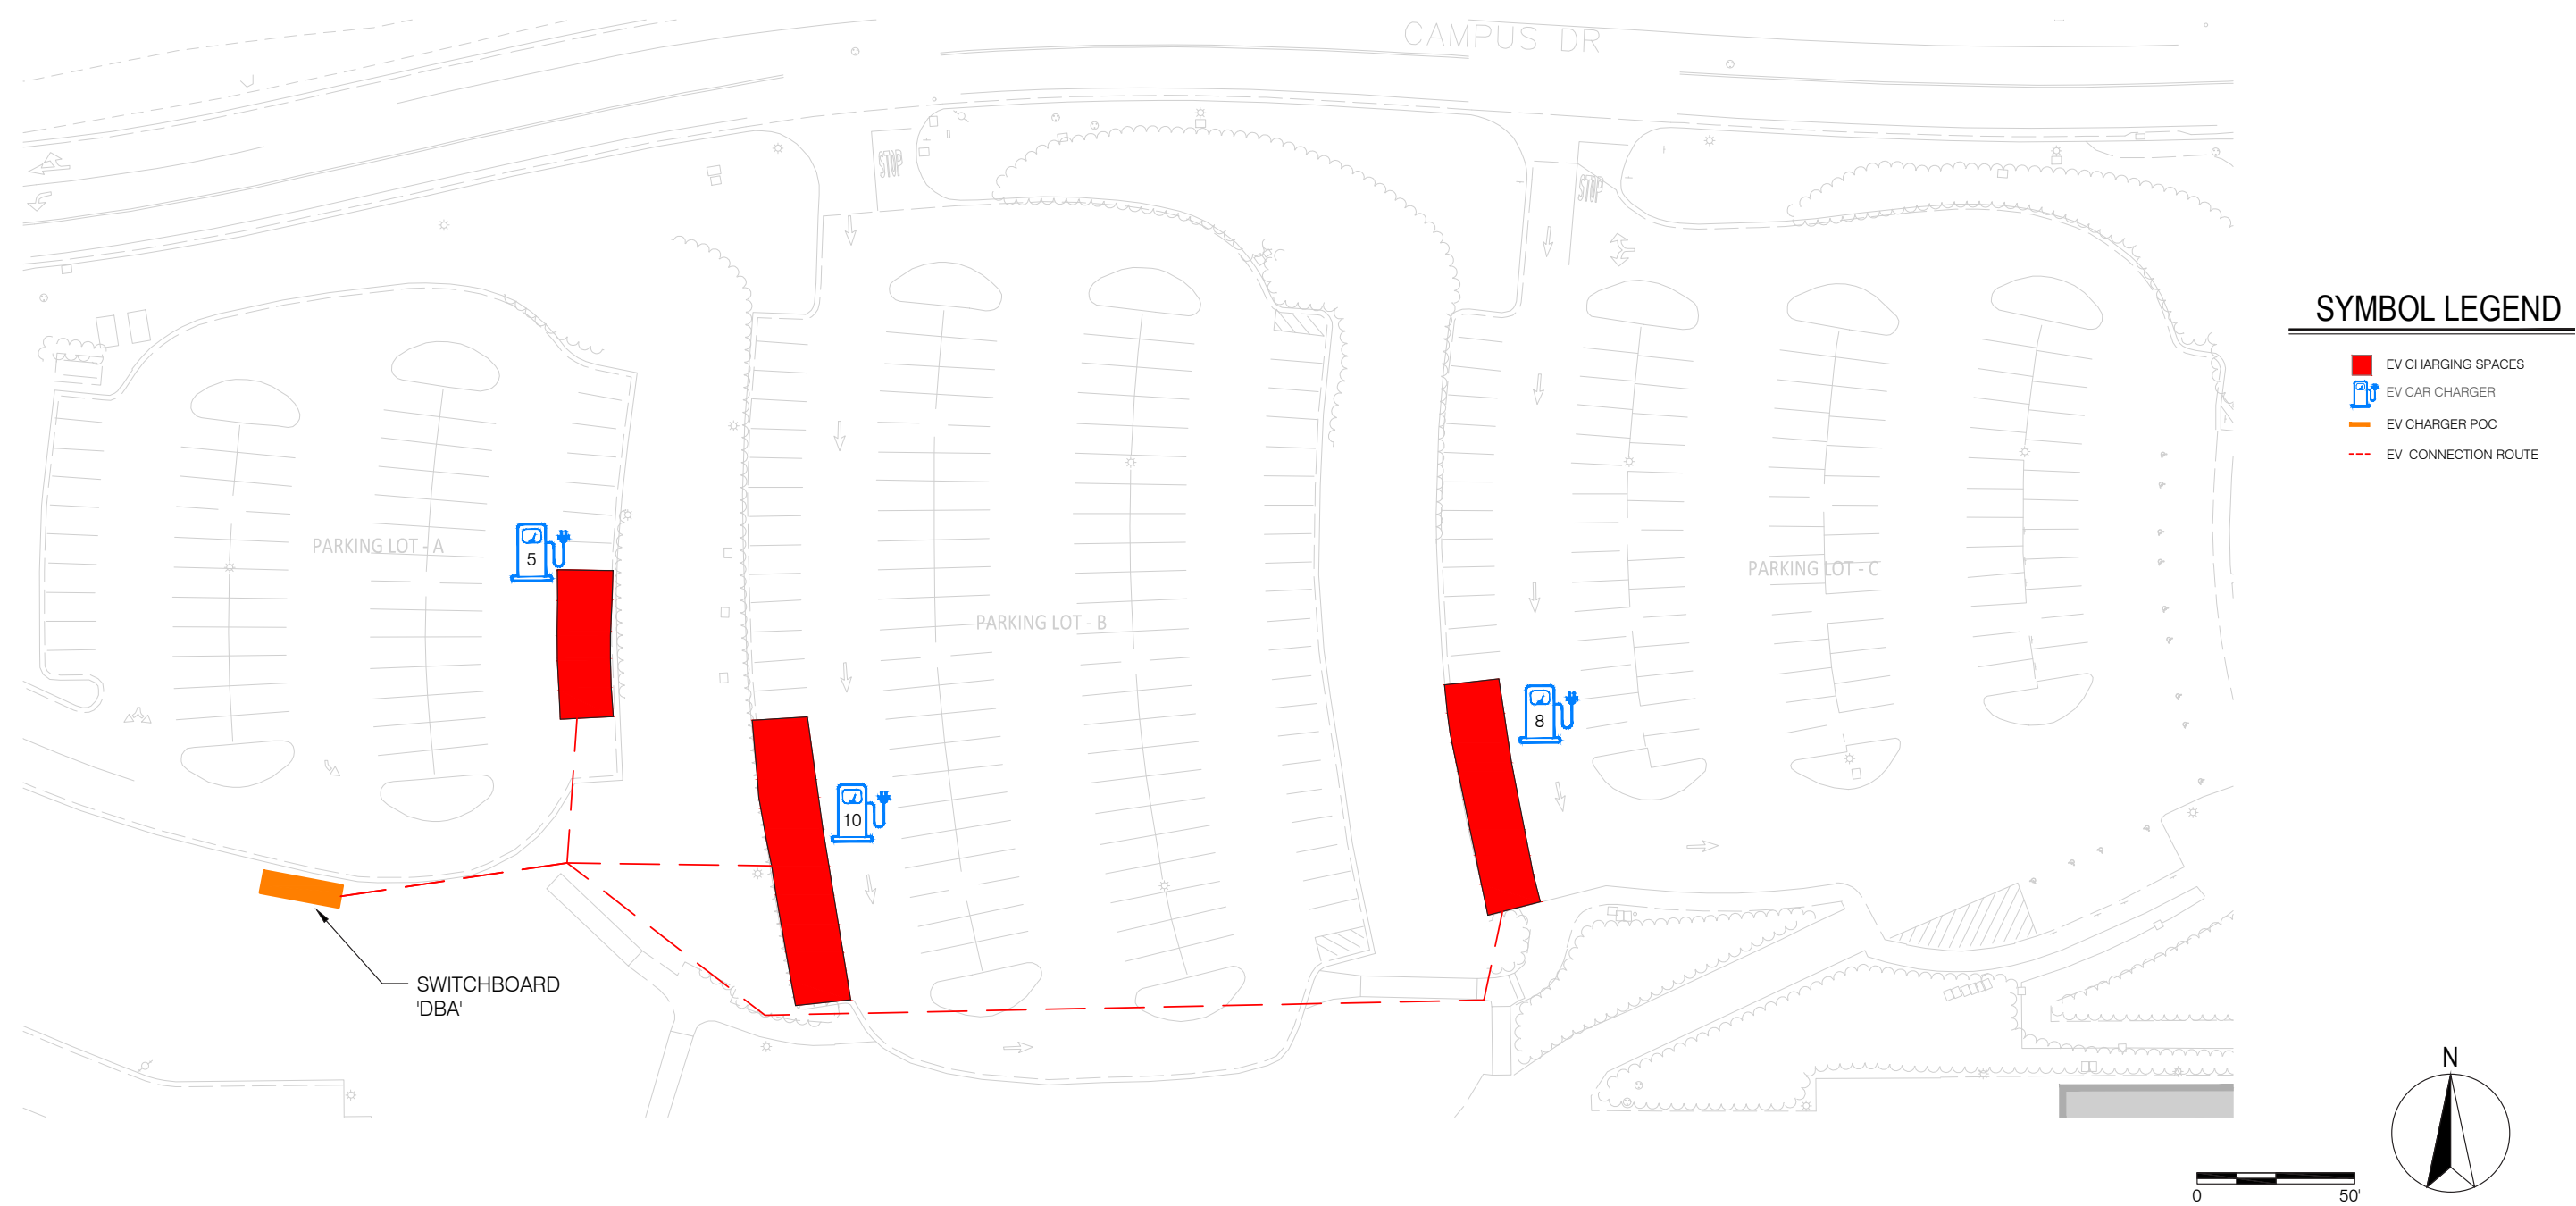 CAMPUS DR
STOP
STOP
SYMBOL LEGEND
EV CHARGING SPACES
EV CAR CHARGER
EV CHARGER POC
EV CONNECTION ROUTE
PARKING LOT - A
5
PARKING LOT - C
PARKING LOT - B
8
10
SWITCHBOARD
'DBA'
N
0 50'